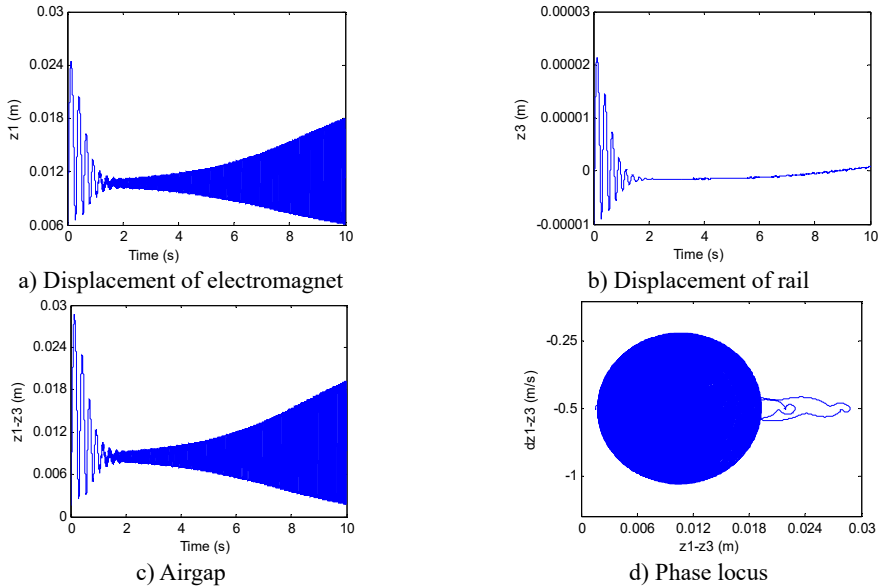 0.03
0.024
0.018
0.012
0.006
z1 (m)
0 2 4 6 8 10
Time (s)
a) Displacement of electromagnet
0.00003
0.00002
0.00001
0
-0.00001
z3 (m)
0 2 4 6 8 10
Time (s)
b) Displacement of rail
0.03
0.024
0.018
0.012
0.006
0
z1-z3 (m)
0 2 4 6 8 10
Time (s)
c) Airgap
-0.25
-0.5
-1
dz1-z3 (m/s)
0 0.006 0.012 0.018 0.024 0.03
z1-z3 (m)
d) Phase locus